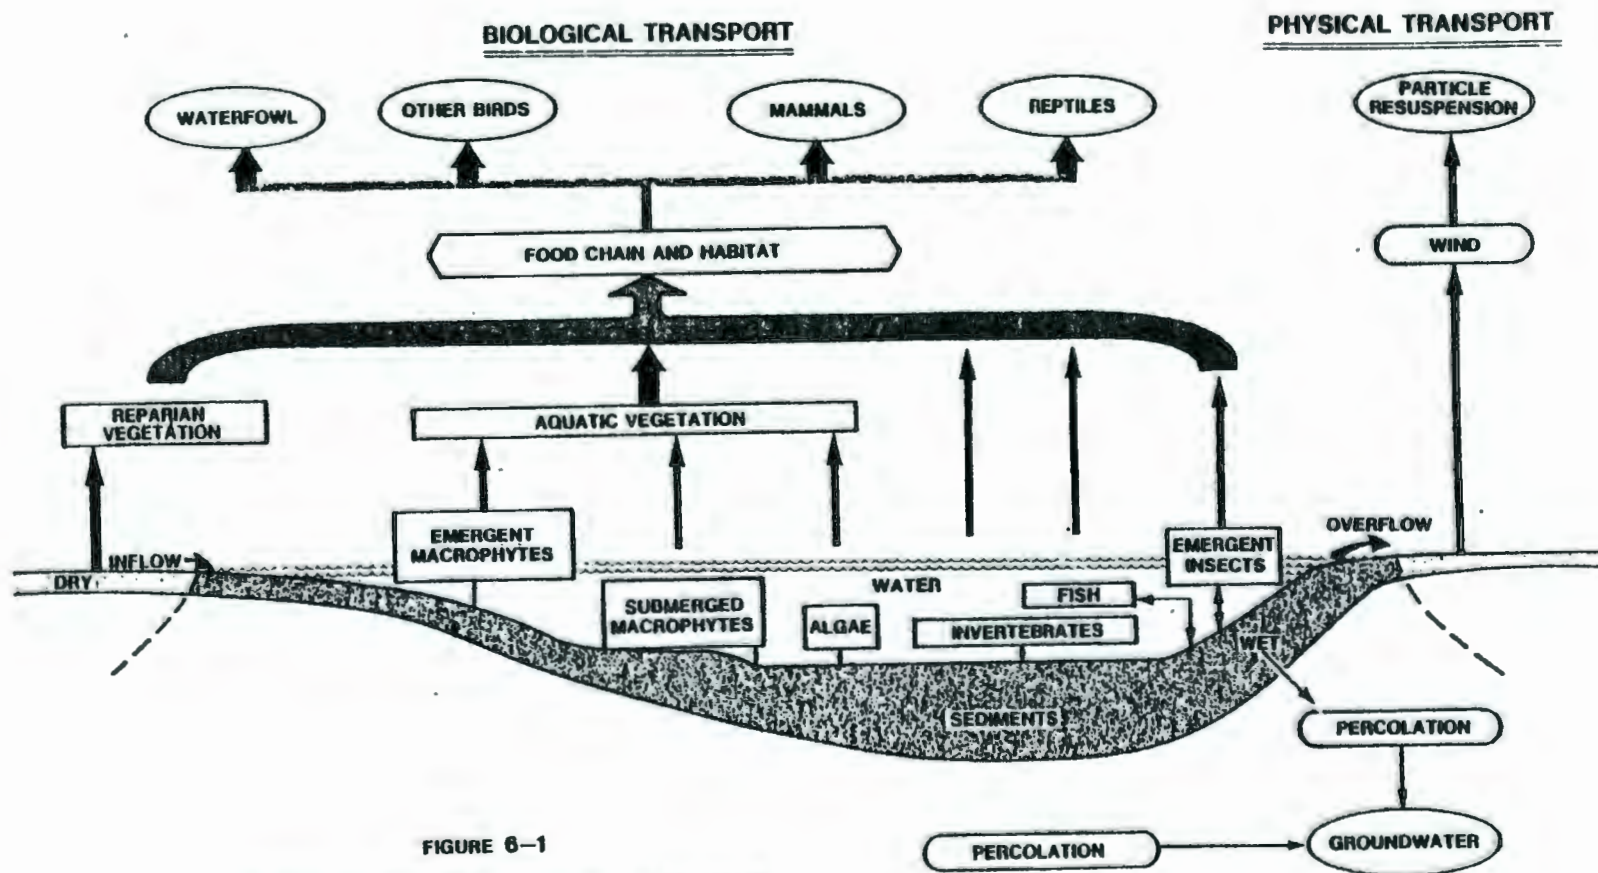 BIOLOGICAL TRANSPORT
PHYSICAL TRANSPORT
WATERFOWL
OTHER BIRDS
MAMMALS
REPTILES
PARTICLE
RESUSPENSION
FOOD CHAIN AND HABITAT
WIND
REPARIAN
VEGETATION
AQUATIC VEGETATION
EMERGENT
MACROPHYTES
OVERFLOW
EMERGENT
INSECTS
INFLOW
DRY
WATER
SUBMERGED
MACROPHYTES
ALGAE
FISH
INVERTEBRATES
WET
SEDIMENTS
PERCOLATION
FIGURE 6-1
PERCOLATION
GROUNDWATER